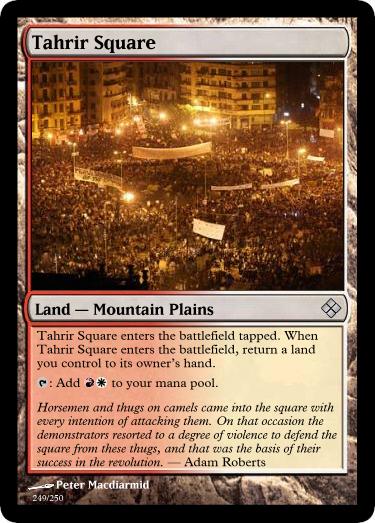 Tahrir Square
Land — Mountain Plains
Tahrir Square enters the battlefield tapped. When
Tahrir Square enters the battlefield, return a land
you control to its owner's hand.
: Add to your mana pool.
Horsemen and thugs on camels came into the square with
every intention of attacking them. On that occasion the
demonstrators resorted to a degree of violence to defend the
square from these thugs, and that was the basis of their
success in the revolution. — Adam Roberts
Peter Macdiarmid
249/250